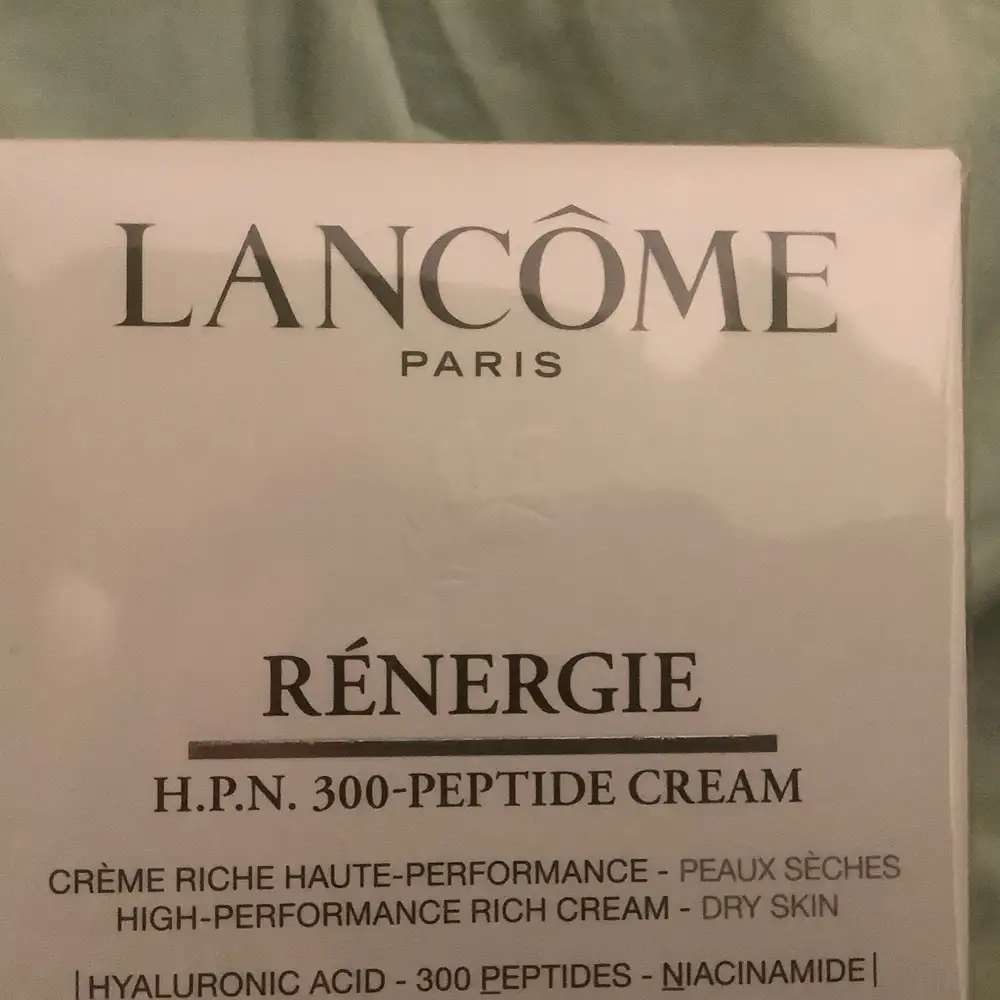 LANCÔME
PARIS
RÉNERGIE
H.P.N. 300-PEPTIDE CREAM
CRÈME RICHE HAUTE-PERFORMANCE - PEAUX SÈCHES
HIGH-PERFORMANCE RICH CREAM - DRY SKIN
|HYALURONIC ACID - 300 PEPTIDES - NIACINAMIDE|